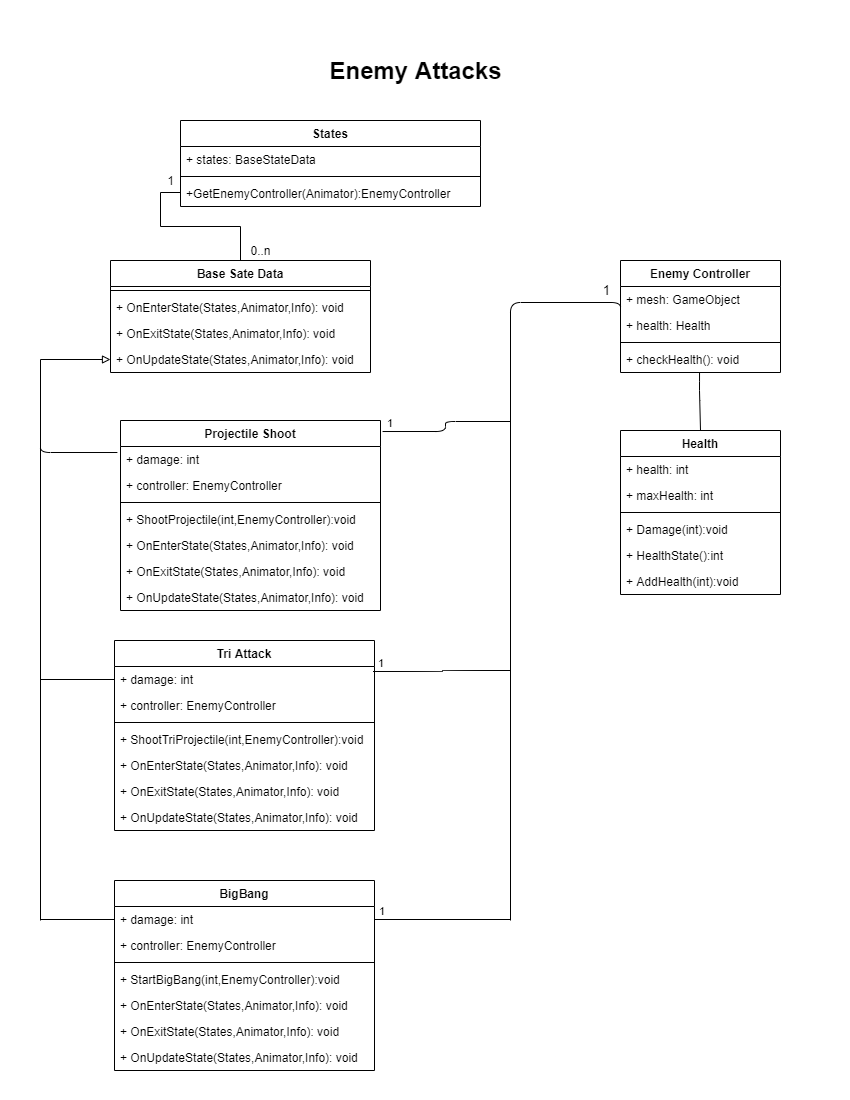 Enemy Attacks
States
+ states: BaseStateData
1
+GetEnemyController(Animator):EnemyController
0..n
Base Sate Data
+ OnEnterState(States,Animator,Info): void
+ OnExitState(States,Animator,Info): void
+ OnUpdateState(States,Animator,Info): void
1
Enemy Controller
+ mesh: GameObject
+ health: Health
+ checkHealth(): void
1
Projectile Shoot
+ damage: int
+ controller: EnemyController
+ ShootProjectile(int,EnemyController):void
+ OnEnterState(States,Animator,Info): void
+ OnExitState(States,Animator,Info): void
+ OnUpdateState(States,Animator,Info): void
Health
+ health: int
+ maxHealth: int
+ Damage(int):void
+ HealthState():int
+ AddHealth(int):void
1
Tri Attack
+ damage: int
+ controller: EnemyController
+ ShootTriProjectile(int,EnemyController):void
+ OnEnterState(States,Animator,Info): void
+ OnExitState(States,Animator,Info): void
+ OnUpdateState(States,Animator,Info): void
1
BigBang
+ damage: int
+ controller: EnemyController
+ StartBigBang(int,EnemyController):void
+ OnEnterState(States,Animator,Info): void
+ OnExitState(States,Animator,Info): void
+ OnUpdateState(States,Animator,Info): void